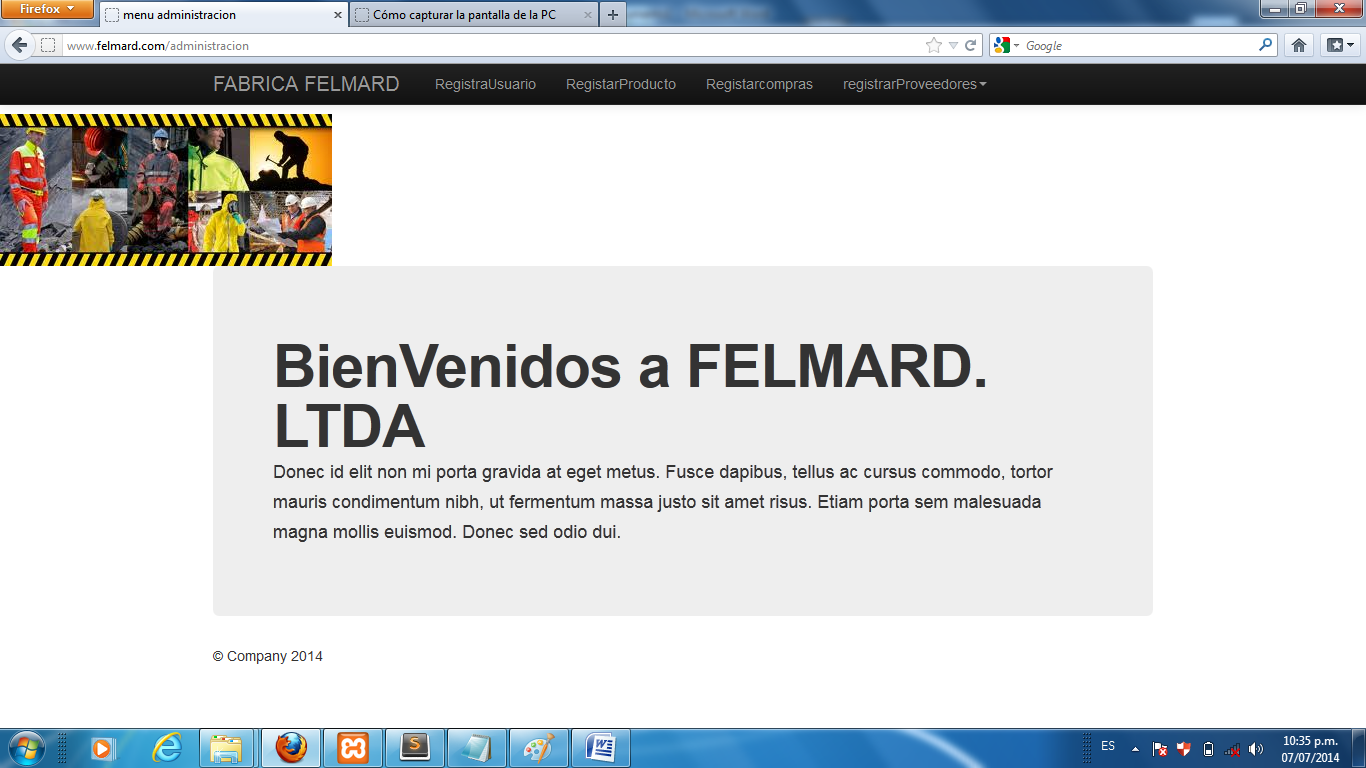 Firefox
menu administracion
Cómo capturar la pantalla de la PC
www.felmard.com/administracion
Google
FABRICA FELMARD
RegistraUsuario
RegistarProducto
Registarcompras
registrarProveedores
BienVenidos a FELMARD.
LTDA
Donec id elit non mi porta gravida at eget metus. Fusce dapibus, tellus ac cursus commodo, tortor
mauris condimentum nibh, ut fermentum massa justo sit amet risus. Etiam porta sem malesuada
magna mollis euismod. Donec sed odio dui.
© Company 2014
ES
10:35 p.m.
07/07/2014